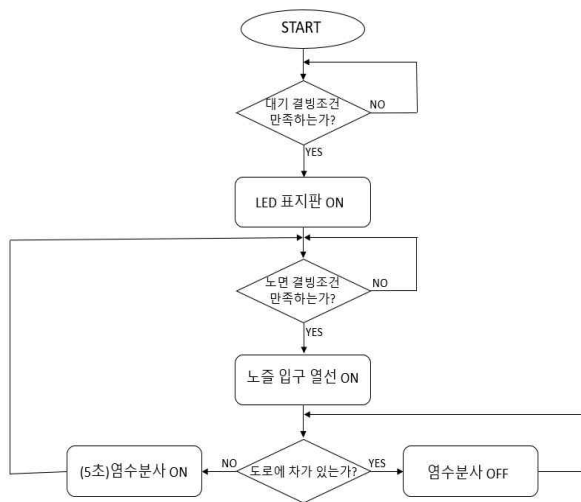 START
대기 결빙조건
만족하는가?
NO
YES
LED 표지판 ON
노면 결빙조건
만족하는가?
NO
YES
노즐 입구 열선 ON
(5초)염수분사 ON
NO
도로에 차가 있는가?
YES
염수분사 OFF